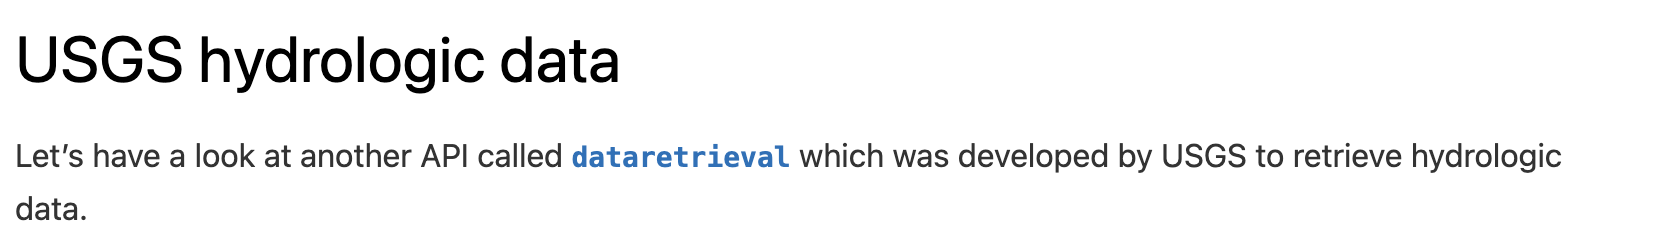 USGS hydrologic data
Let’s have a look at another API called dataretrieval which was developed by USGS to retrieve hydrologic
data.